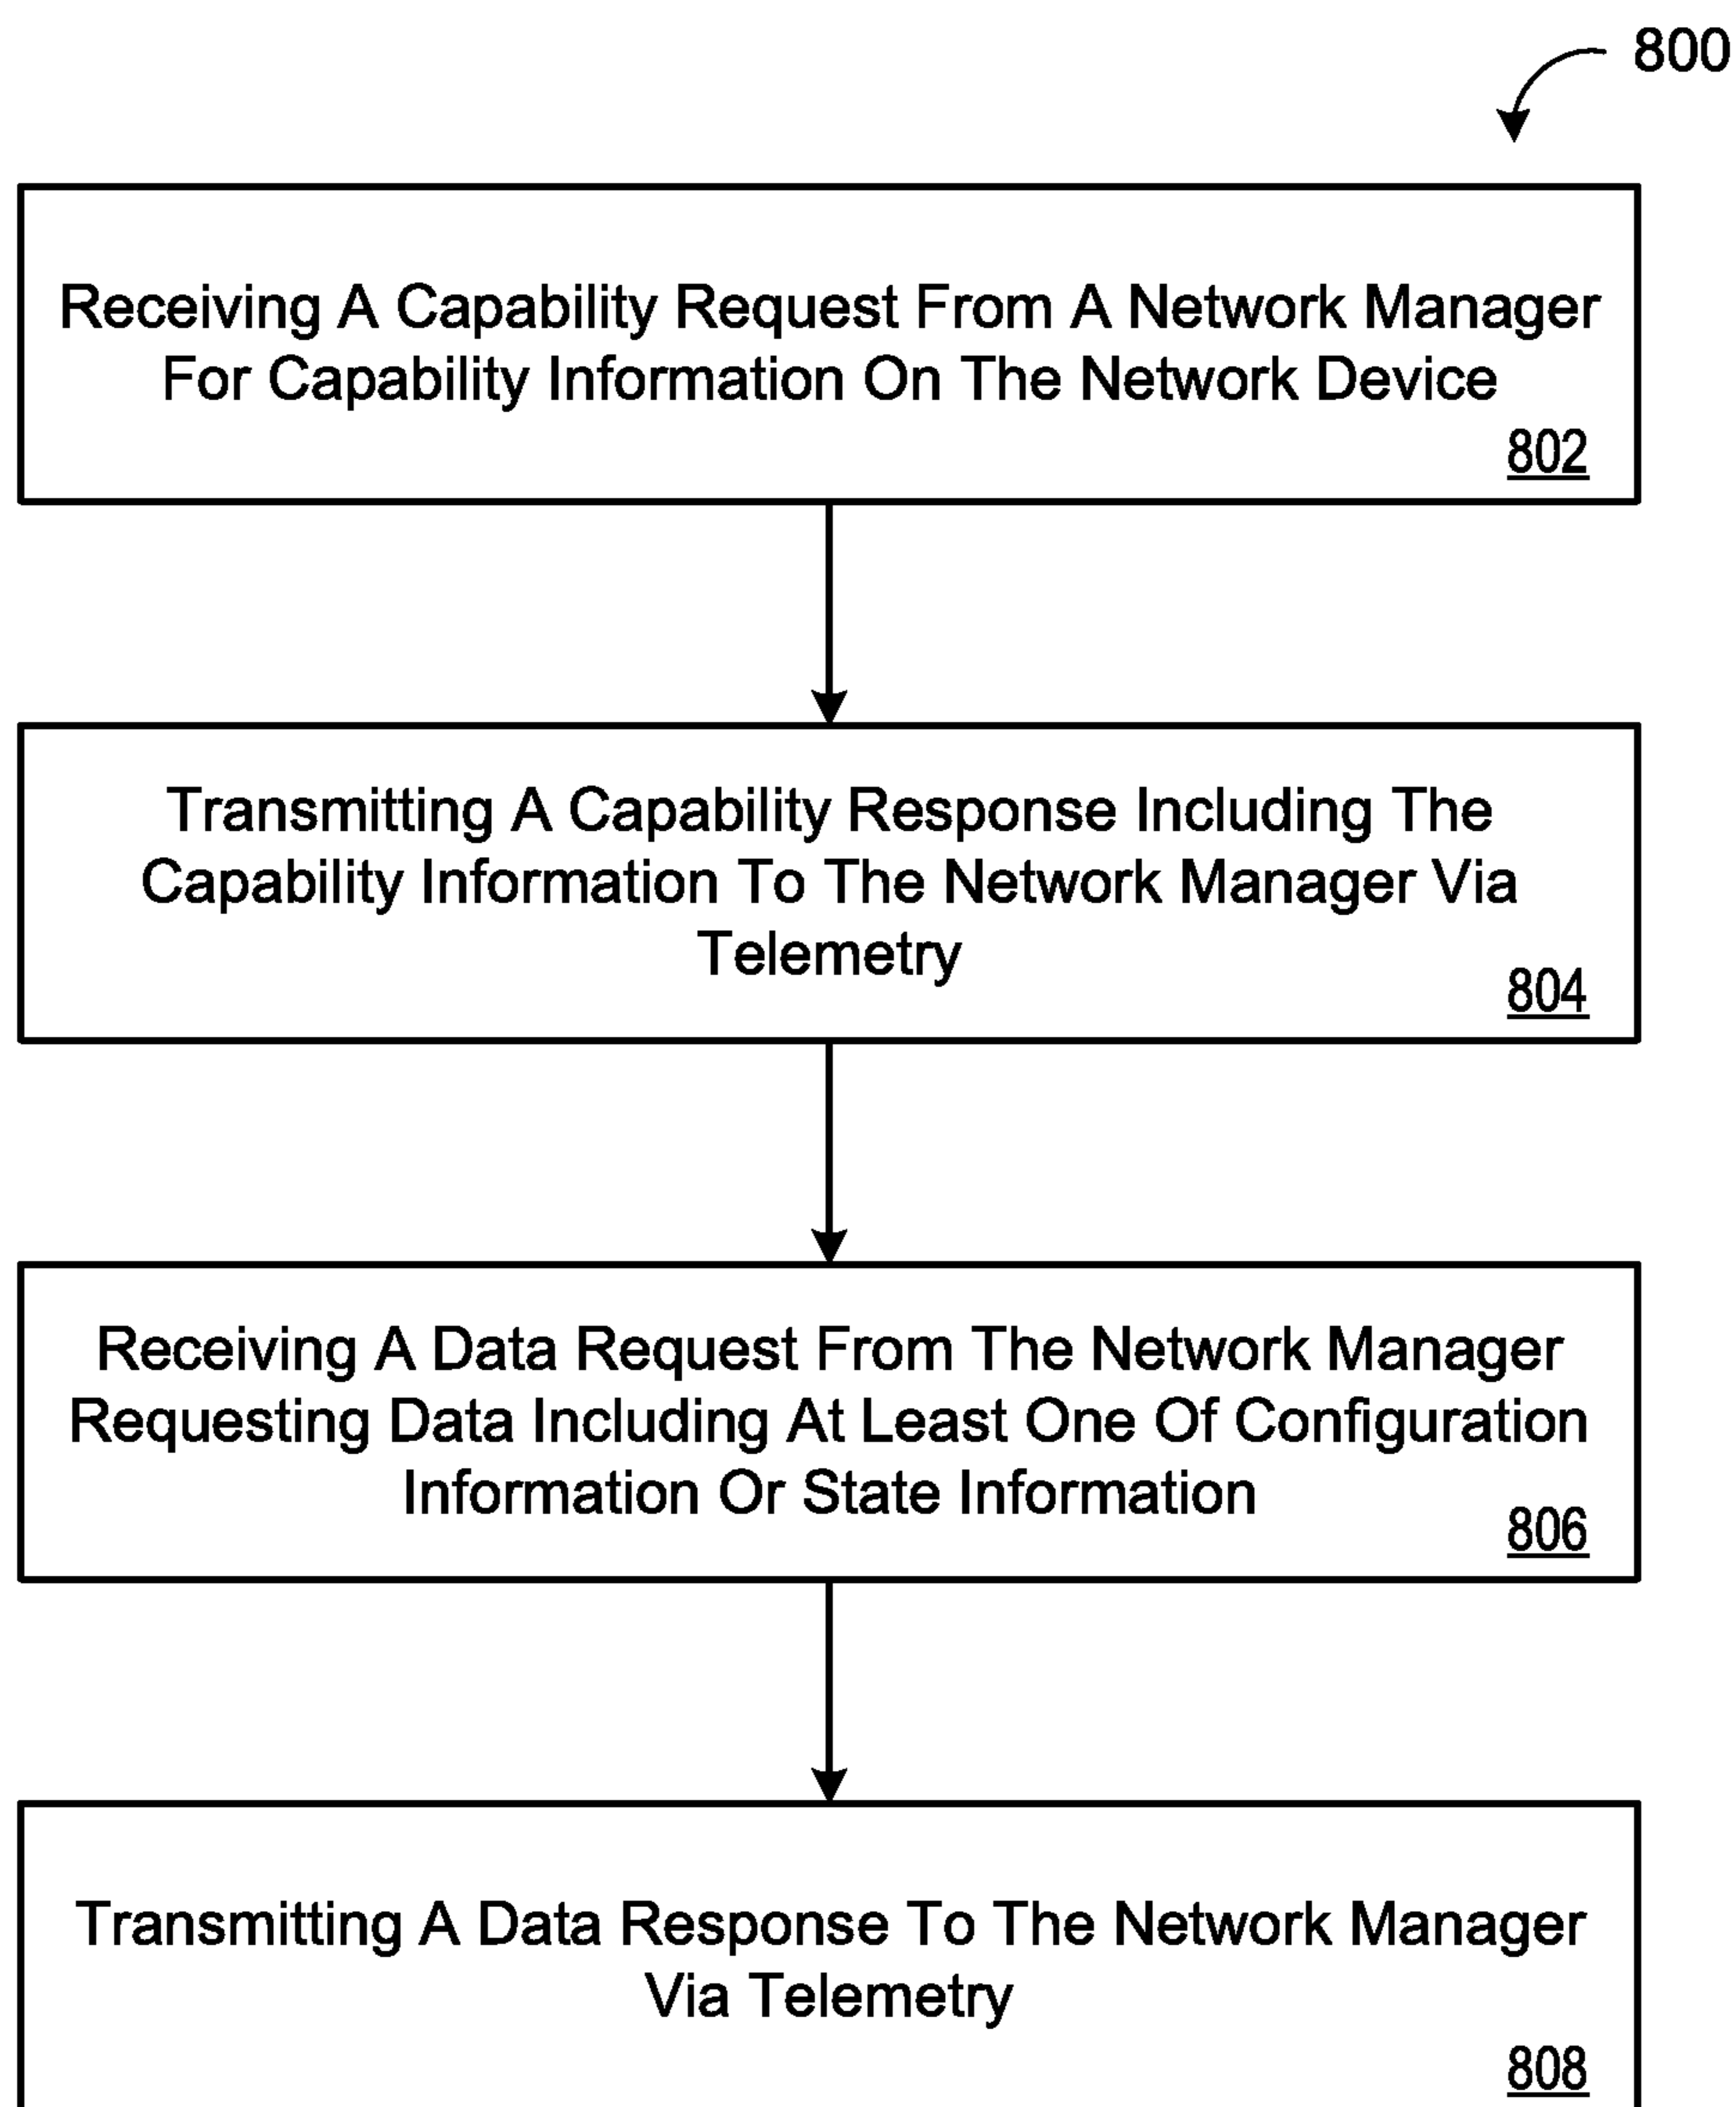 800
Receiving A Capability Request From A Network Manager
For Capability Information On The Network Device
802
Transmitting A Capability Response Including The
Capability Information To The Network Manager Via
Telemetry
804
Receiving A Data Request From The Network Manager
Requesting Data Including At Least One Of Configuration
Information Or State Information
806
Transmitting A Data Response To The Network Manager
Via Telemetry
808